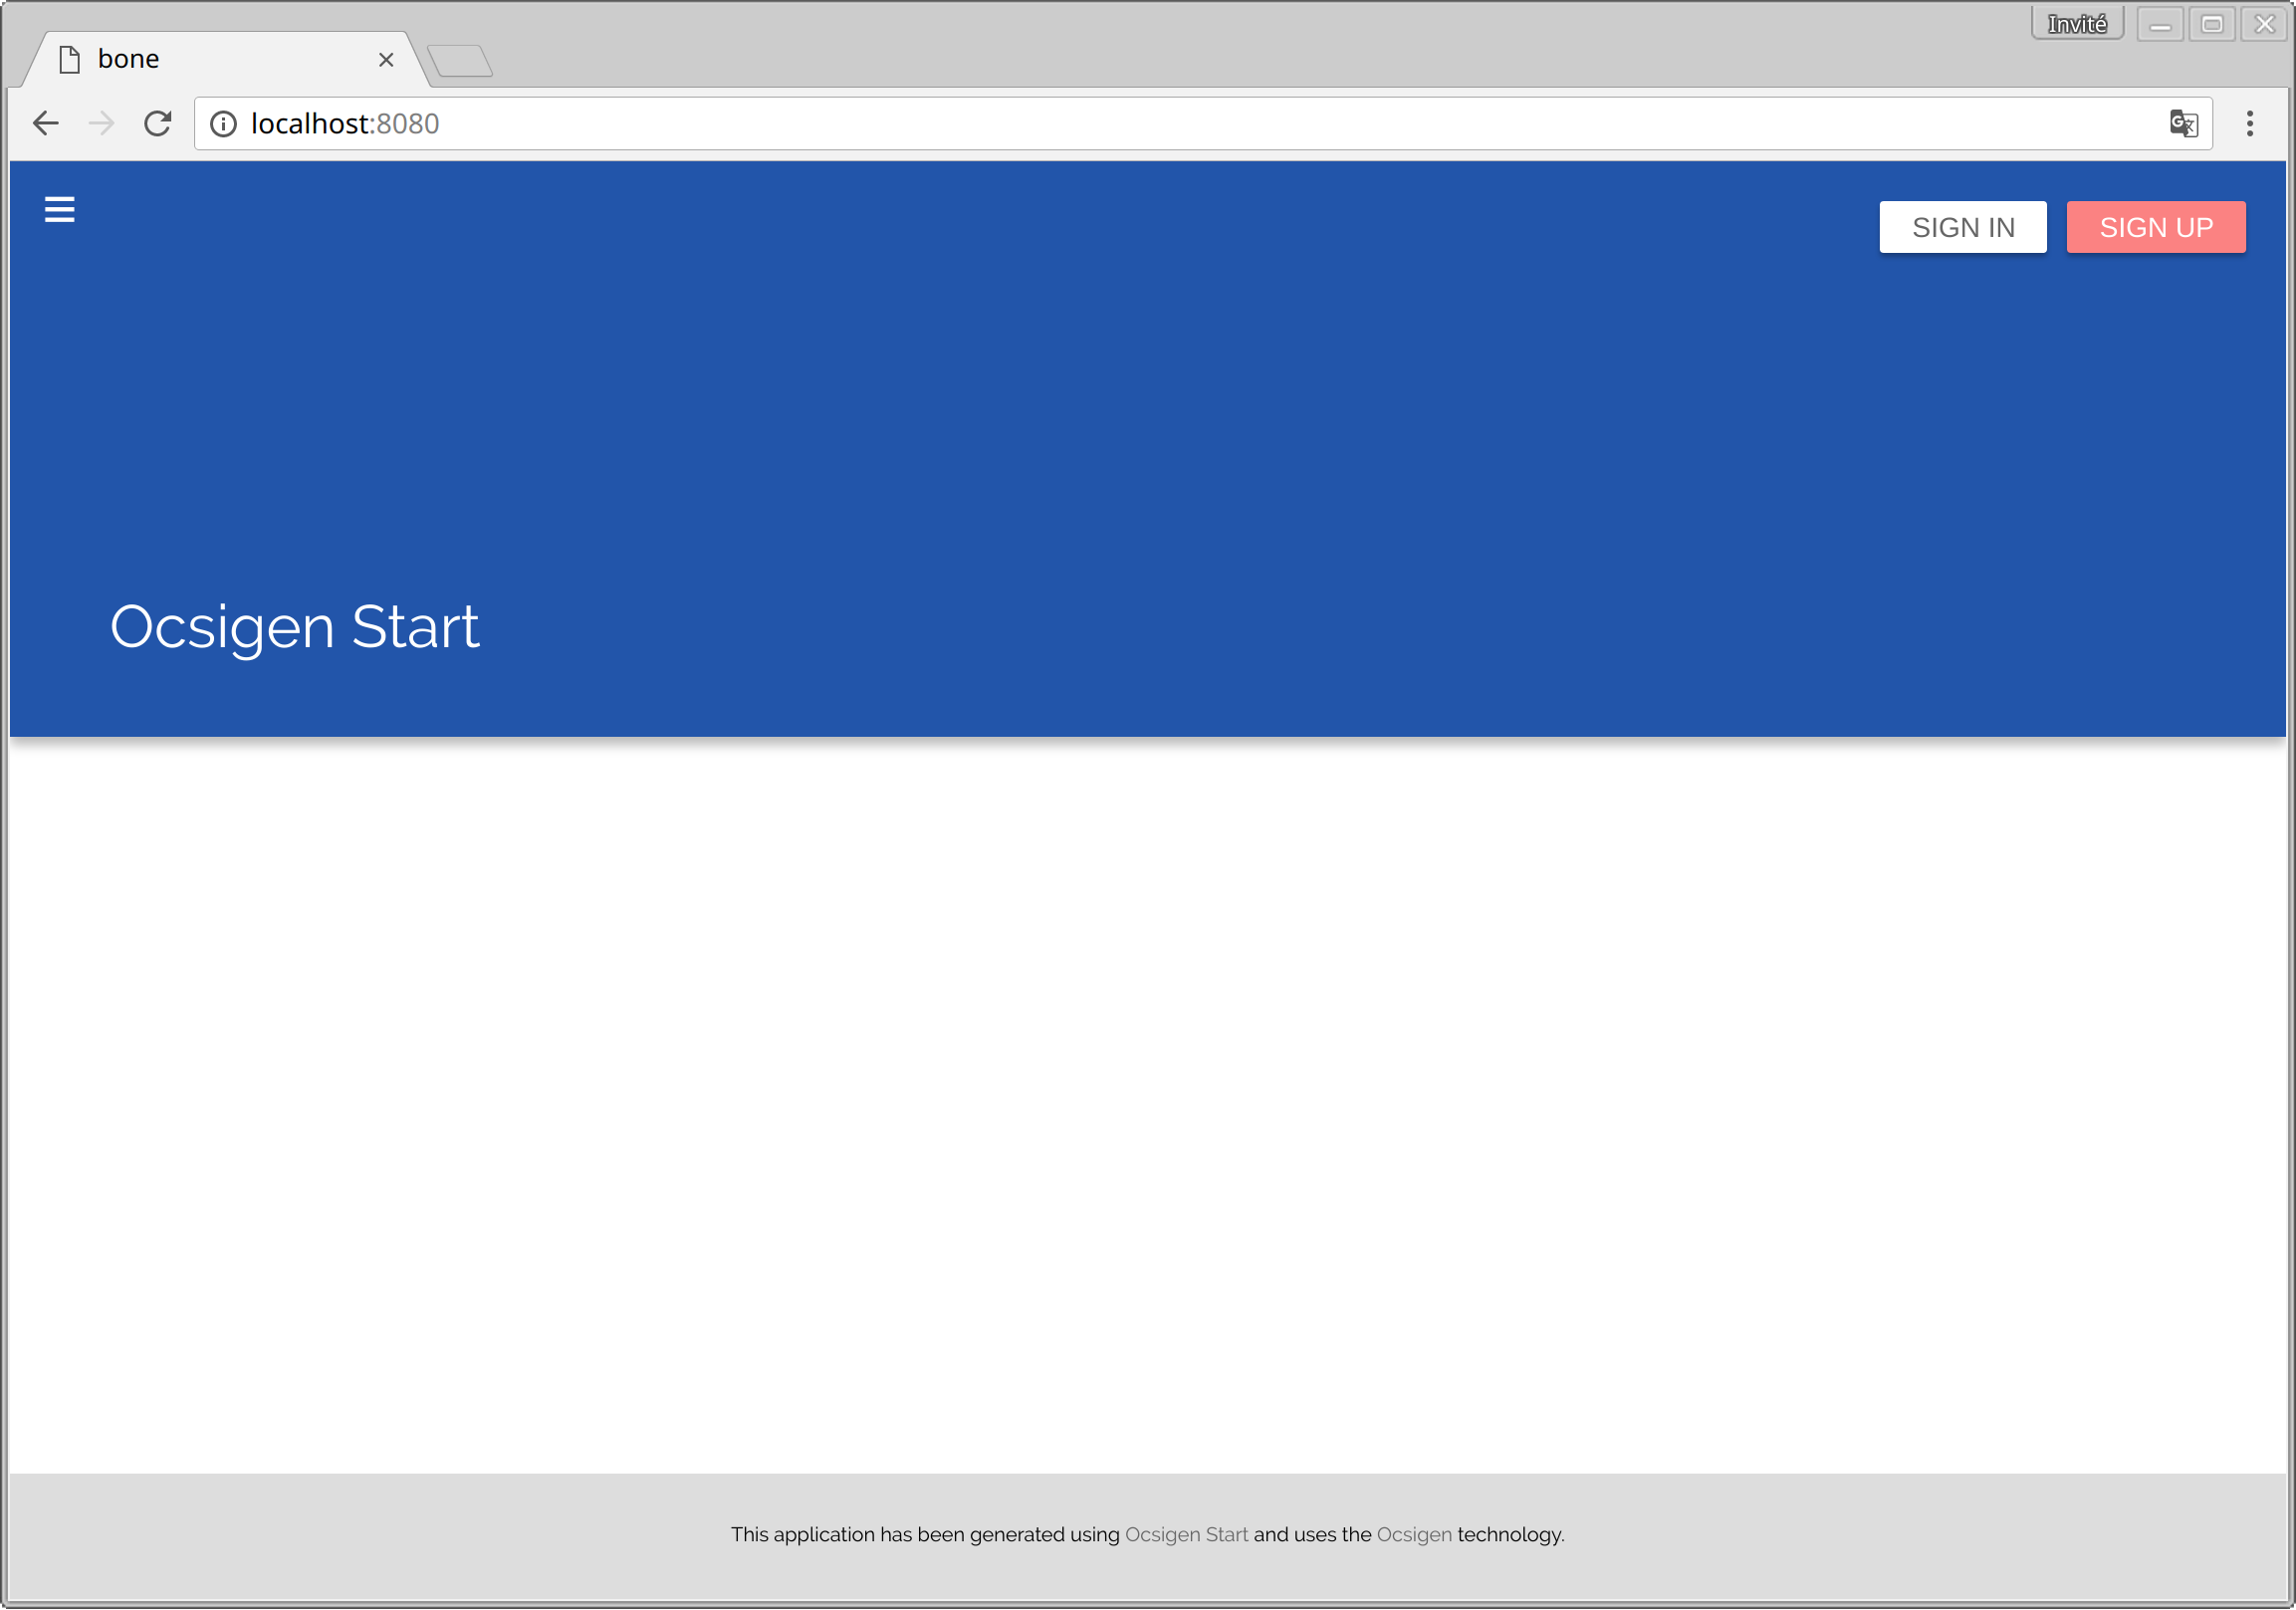 Invité
bone
localhost:8080
SIGN IN
SIGN UP
Ocsigen Start
This application has been generated using Ocsigen Start and uses the Ocsigen technology.